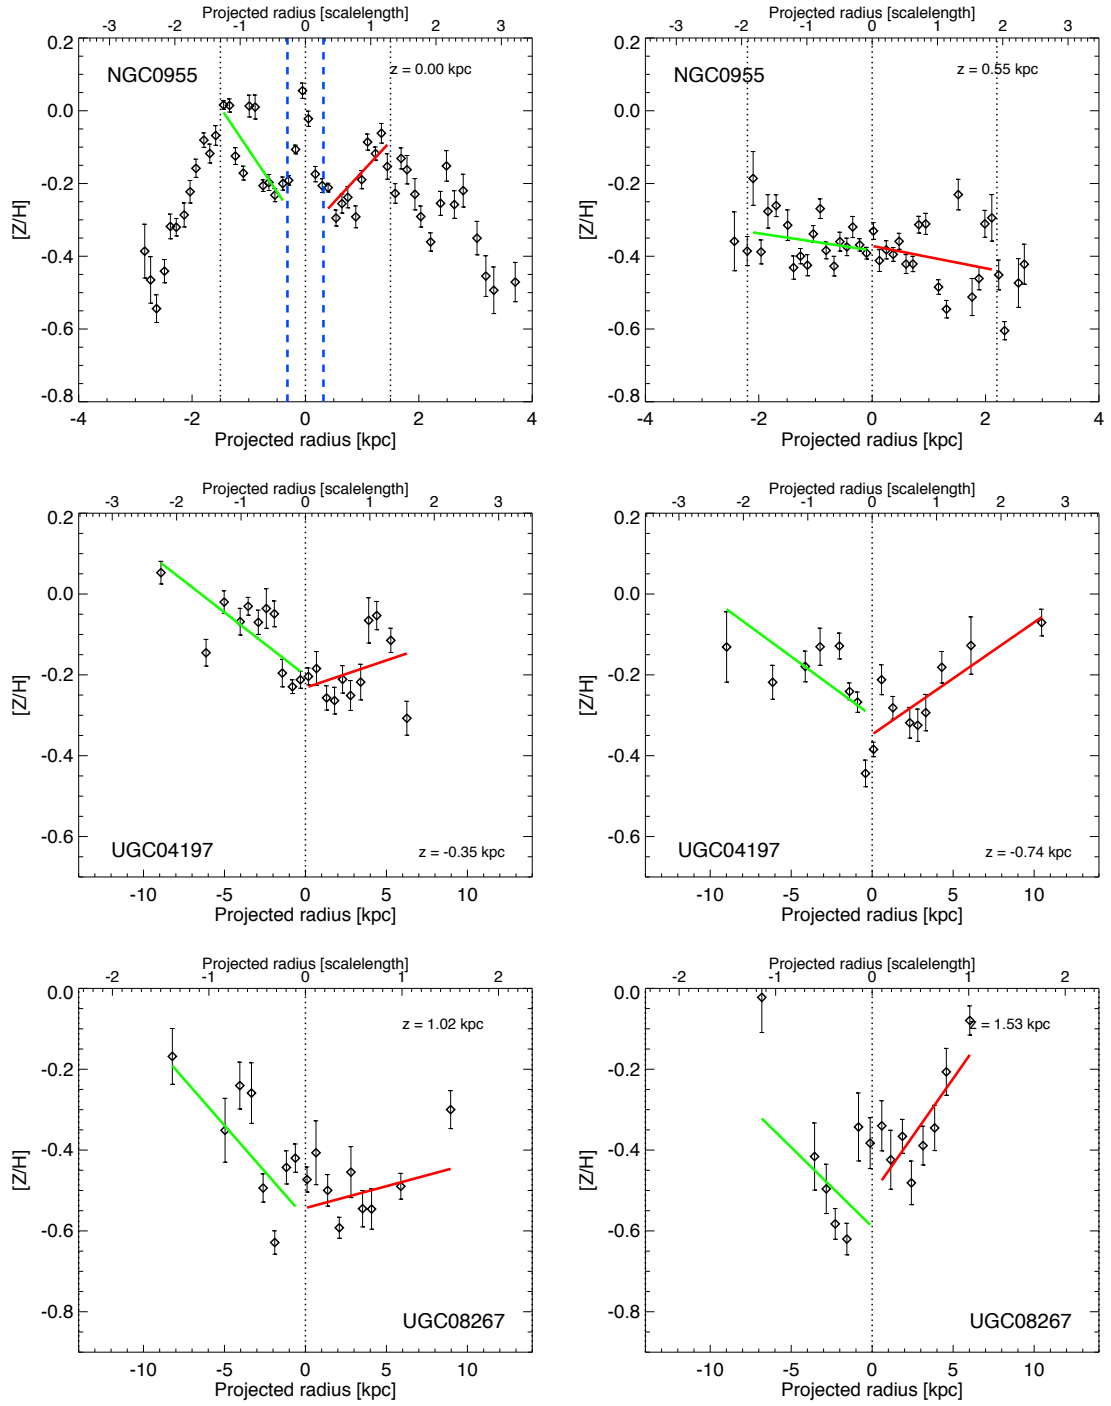 Projected radius [scalelength]
-3 -2 -1 0 1 2 3
0.2
0.0
-0.2
-0.4
-0.6
-0.8
[Z/H]
NGC0955
z = 0.00 kpc
-4 -2 0 2 4
Projected radius [kpc]
Projected radius [scalelength]
-3 -2 -1 0 1 2 3
0.2
0.0
-0.2
-0.4
-0.6
-0.8
[Z/H]
NGC0955
z = 0.55 kpc
-4 -2 0 2 4
Projected radius [kpc]
Projected radius [scalelength]
-3 -2 -1 0 1 2 3
0.2
0.0
-0.2
-0.4
-0.6
[Z/H]
UGC04197
z = -0.35 kpc
-10 -5 0 5 10
Projected radius [kpc]
Projected radius [scalelength]
-3 -2 -1 0 1 2 3
0.2
0.0
-0.2
-0.4
-0.6
[Z/H]
UGC04197
z = -0.74 kpc
-10 -5 0 5 10
Projected radius [kpc]
Projected radius [scalelength]
-2 -1 0 1 2
0.0
-0.2
-0.4
-0.6
-0.8
[Z/H]
z = 1.02 kpc
UGC08267
-10 -5 0 5 10
Projected radius [kpc]
Projected radius [scalelength]
-2 -1 0 1 2
0.0
-0.2
-0.4
-0.6
-0.8
[Z/H]
z = 1.53 kpc
UGC08267
-10 -5 0 5 10
Projected radius [kpc]